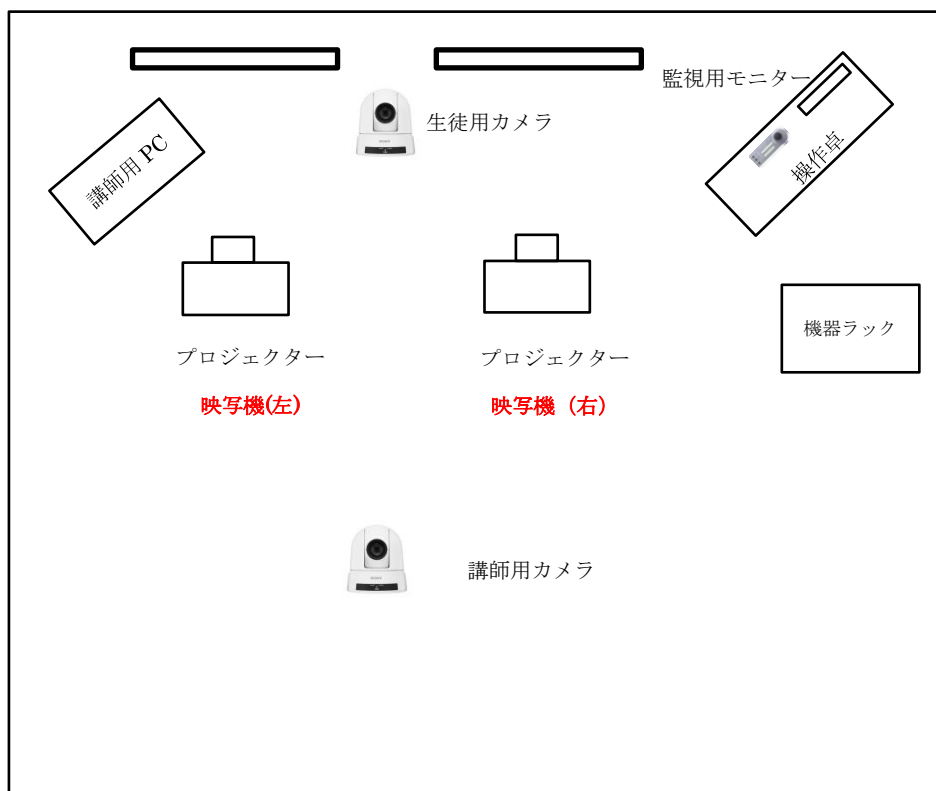 監視用モニター
生徒用カメラ
講師用 PC
操作卓
機器ラック
プロジェクター
プロジェクター
映写機(左)
映写機（右）
講師用カメラ